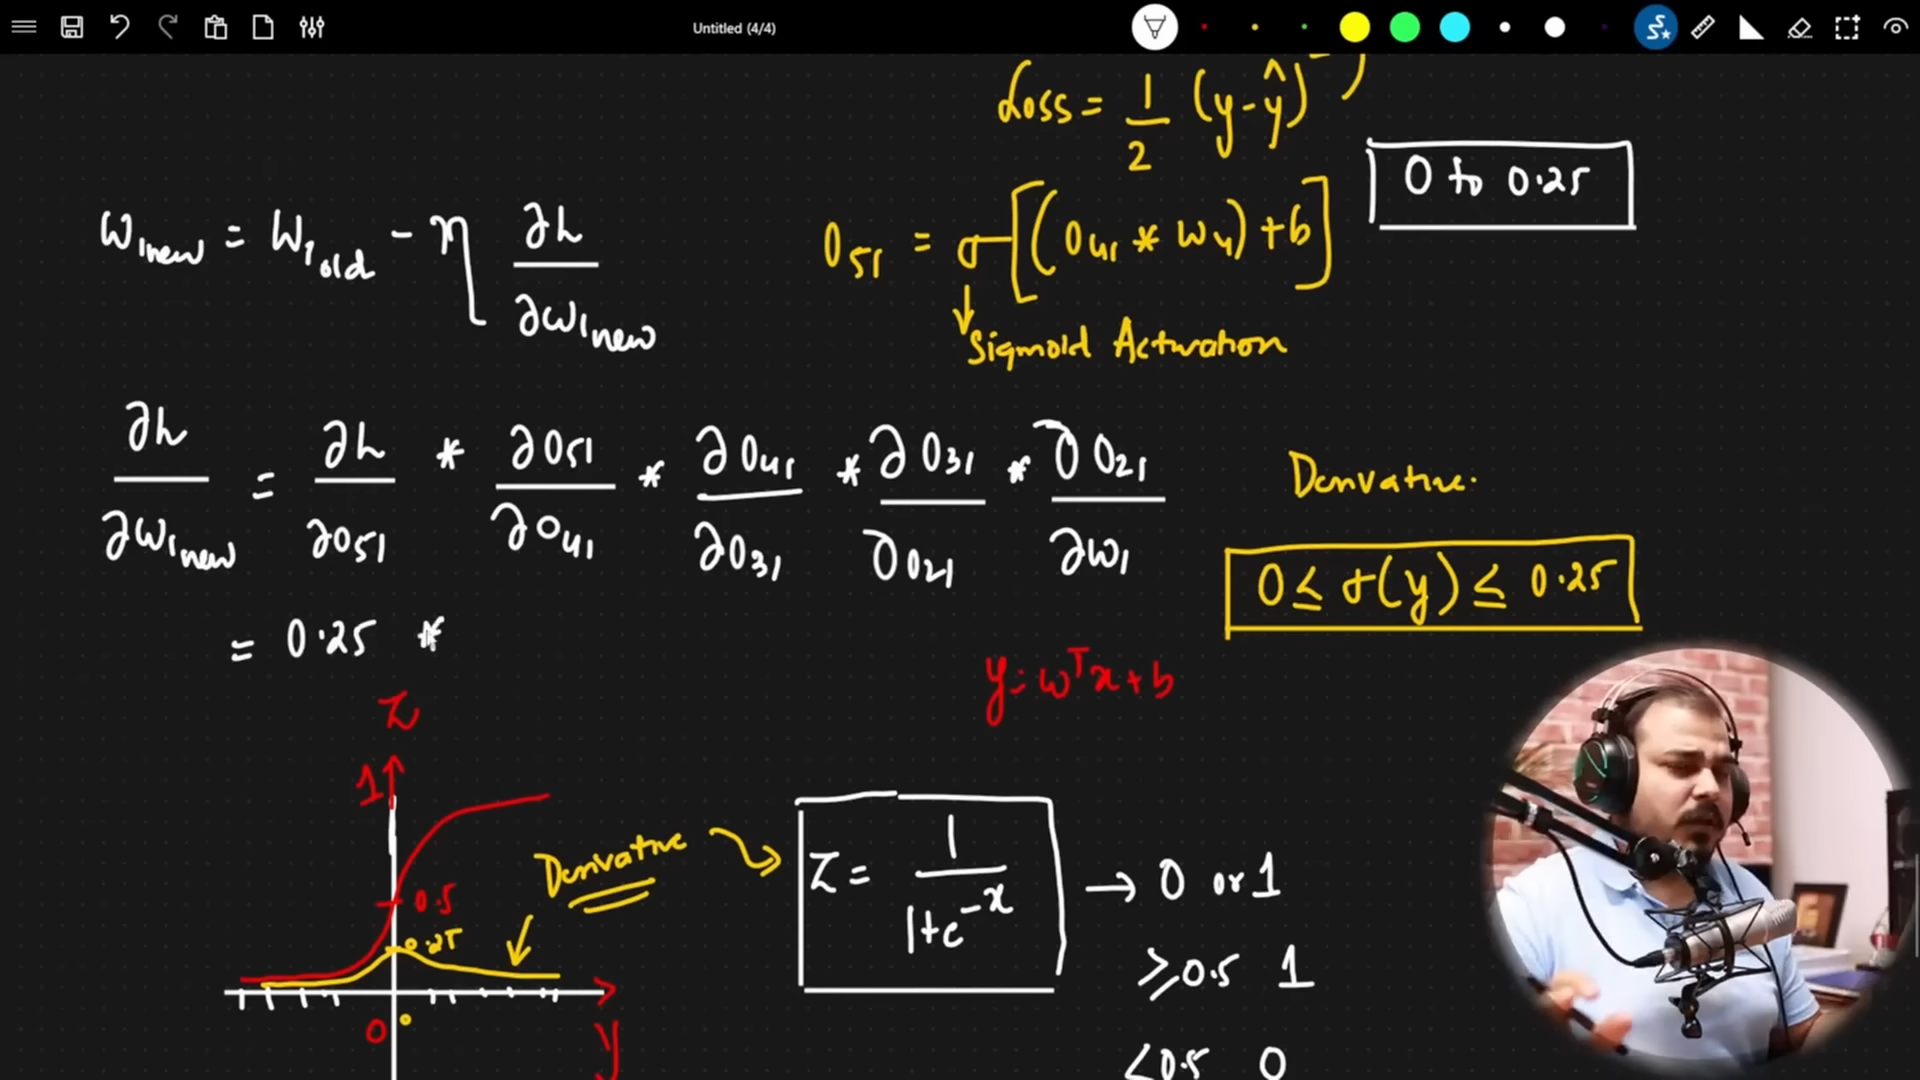 Untitled (4/4)
Loss = 1/2 (y - ŷ)²
0 to 0.25
w₁new = w₁old - η ∂L/∂w₁new
O₅₁ = σ[(O₄₁ * w₄) + b]
Sigmoid Activation
∂L/∂w₁new = ∂L/∂O₅₁ * ∂O₅₁/∂O₄₁ * ∂O₄₁/∂O₃₁ * ∂O₃₁/∂O₂₁ * ∂O₂₁/∂w₁
Derivative.
0 ≤ σ(y) ≤ 0.25
= 0.25 *
y = wᵀx + b
Z
1
Derivative
Z = 1/(1+e⁻ˣ) → 0 or 1
0.5
0.25
≥0.5 1
0
y
<0.5 0